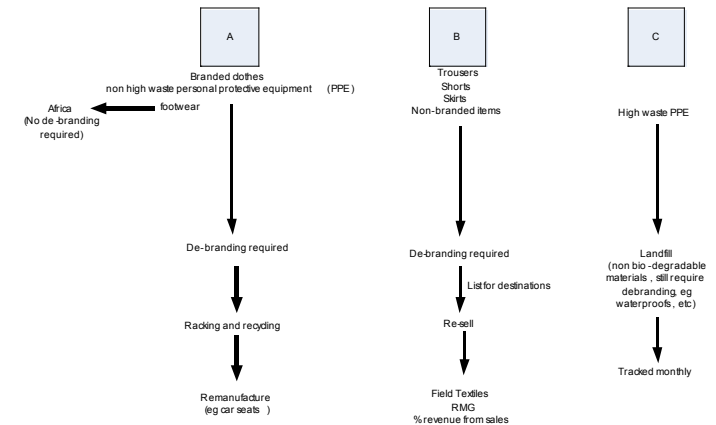 A
Branded clothes
non high waste personal protective equipment (PPE)
footwear
Africa
(No de-branding
required)
De-branding required
Racking and recycling
Remanufacture
(eg car seats )
B
Trousers
Shorts
Skirts
Non-branded items
De-branding required
List for destinations
Re-sell
Field Textiles
RMG
% revenue from sales
C
High waste PPE
Landfill
(non bio-degradable
materials, still require
debranding, eg
waterproofs, etc)
Tracked monthly